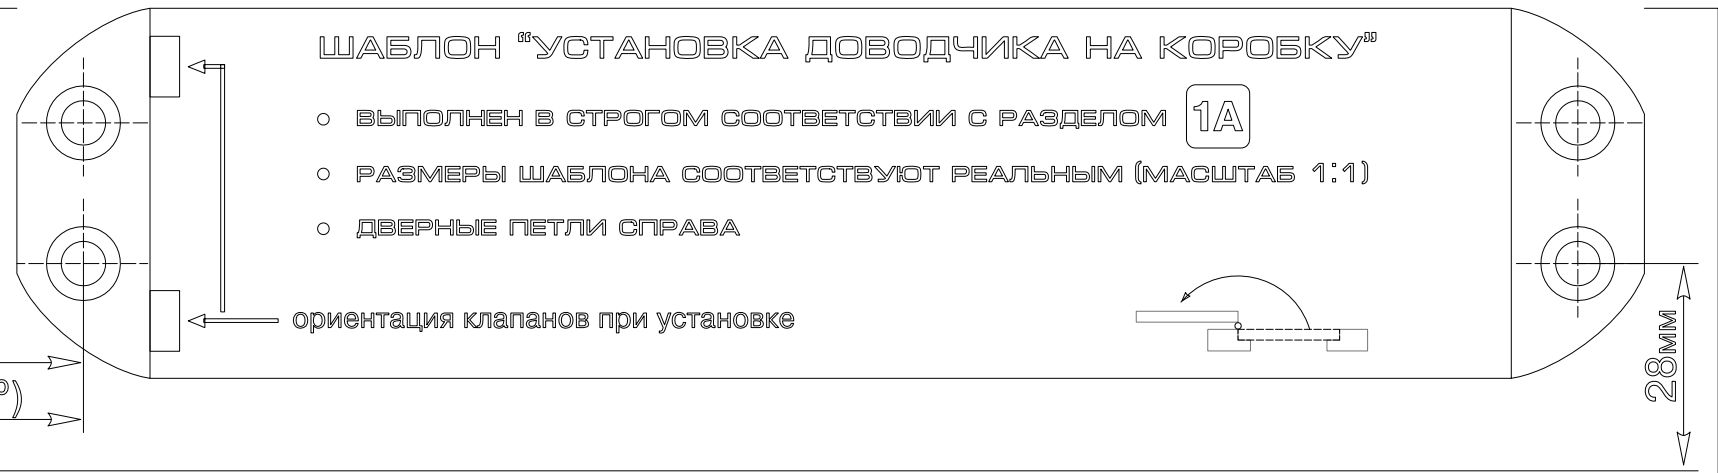 ШАБЛОН “УСТАНОВКА ДОВОДЧИКА НА КОРОБКУ”
ВЫПОЛНЕН В СТРОГОМ СООТВЕТСТВИИ С РАЗДЕЛОМ 1А
РАЗМЕРЫ ШАБЛОНА СООТВЕТСТВУЮТ РЕАЛЬНЫМ (МАСШТАБ 1:1)
ДВЕРНЫЕ ПЕТЛИ СПРАВА
ориентация клапанов при установке
28мм
°)